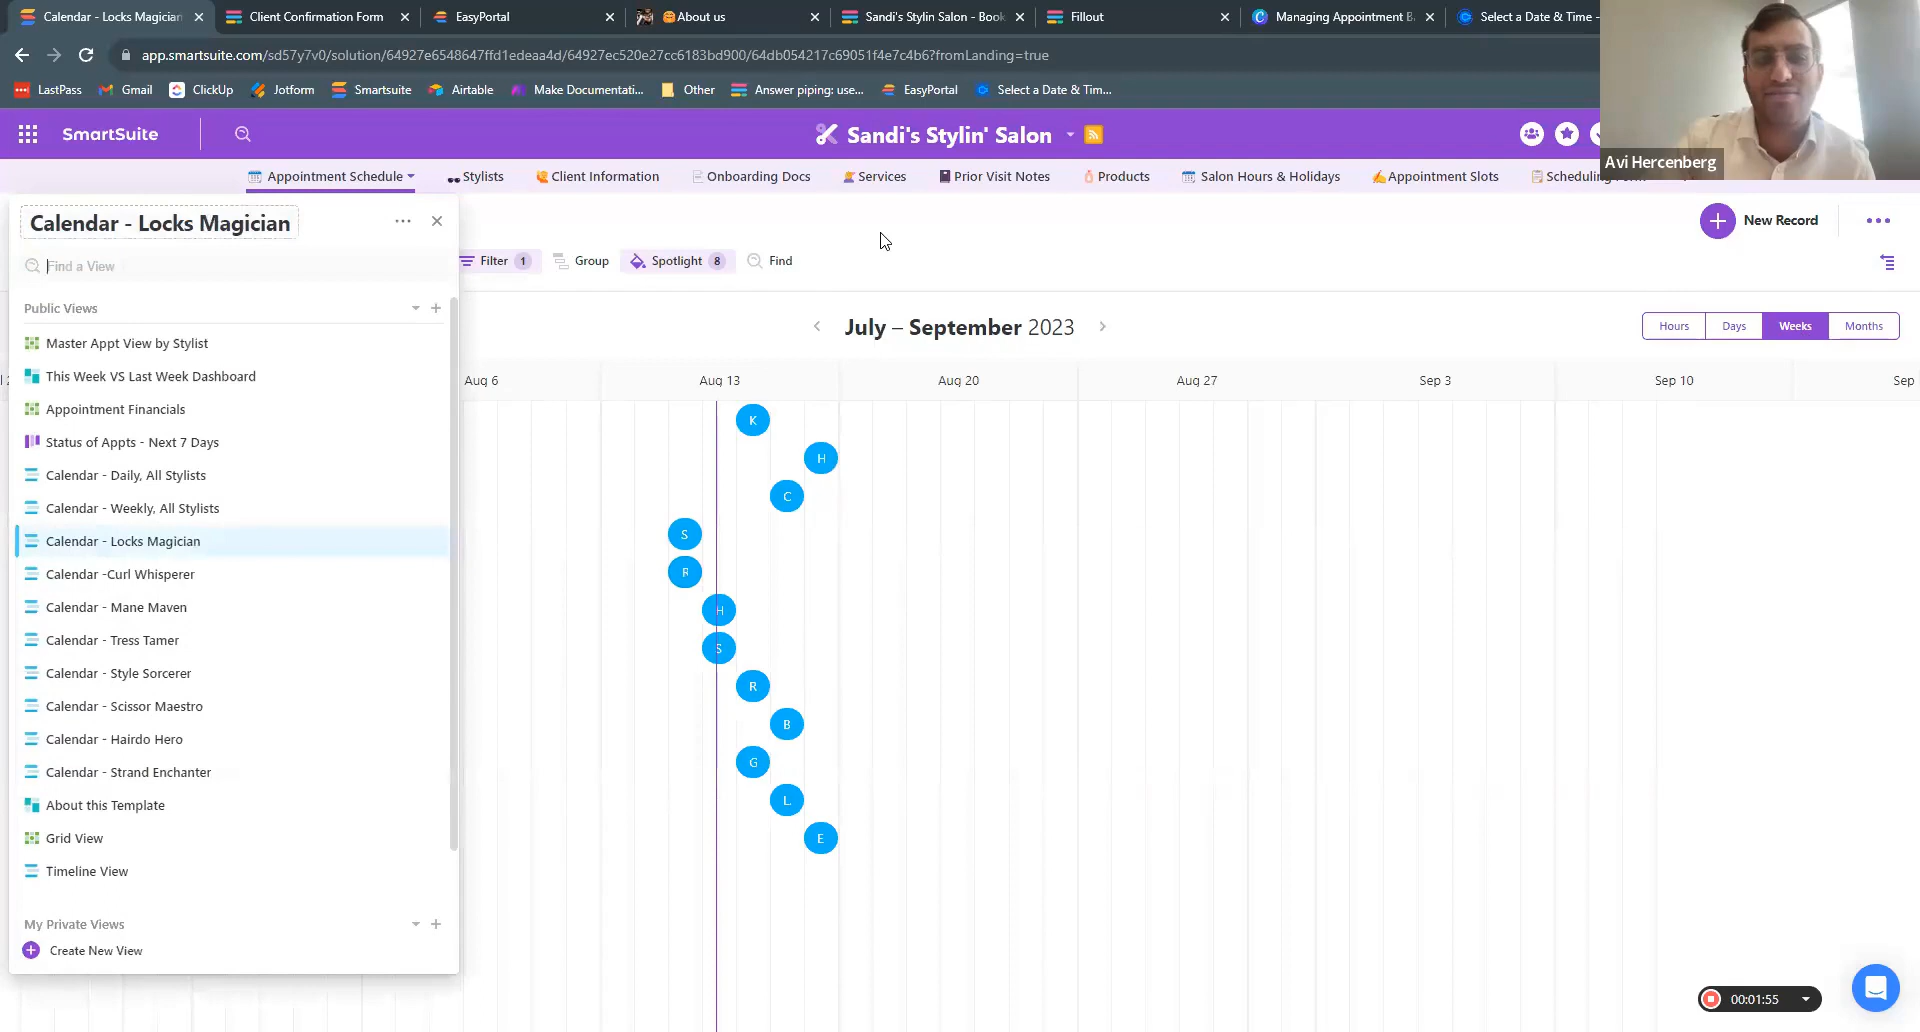 Calendar - Locks Magician
Client Confirmation Form
EasyPortal
About us
Sandi's Stylin Salon - Book
Fillout
Managing Appointment B
Select a Date & Time -
app.smartsuite.com/sd57y7v0/solution/64927e6548647ffd1edeaa4d/64927ec520e27cc6183bd900/64db054217c69051f4e7c4b6?fromLanding=true
LastPass
Gmail
ClickUp
Jotform
Smartsuite
Airtable
Make Documentati...
Other
Answer piping: use...
EasyPortal
Select a Date & Tim...
SmartSuite
Sandi's Stylin' Salon
Avi Hercenberg
Appointment Schedule
Stylists
Client Information
Onboarding Docs
Services
Prior Visit Notes
Products
Salon Hours & Holidays
Appointment Slots
Calendar - Locks Magician
New Record
Find a View
Filter 1
Group
Spotlight 8
Find
Public Views
July – September 2023
Hours
Days
Weeks
Months
Aug 6
Aug 13
Aug 20
Aug 27
Sep 3
Sep 10
Sep
Master Appt View by Stylist
This Week VS Last Week Dashboard
Appointment Financials
Status of Appts - Next 7 Days
Calendar - Daily, All Stylists
Calendar - Weekly, All Stylists
Calendar - Locks Magician
Calendar -Curl Whisperer
Calendar - Mane Maven
Calendar - Tress Tamer
Calendar - Style Sorcerer
Calendar - Scissor Maestro
Calendar - Hairdo Hero
Calendar - Strand Enchanter
About this Template
Grid View
Timeline View
My Private Views
Create New View
K
H
C
S
R
H
S
R
B
G
L
E
00:01:55